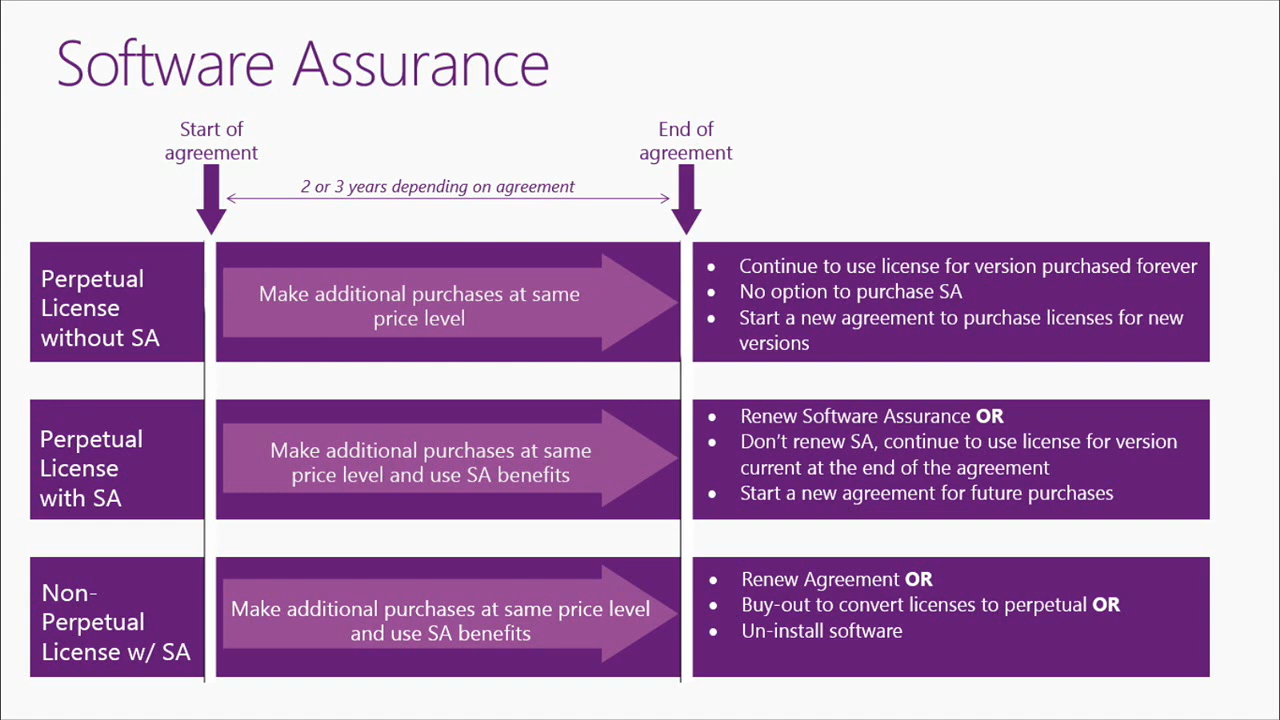 Software Assurance
Start of
agreement
End of
agreement
2 or 3 years depending on agreement
Perpetual
License
without SA
Make additional purchases at same
price level
• Continue to use license for version purchased forever
• No option to purchase SA
• Start a new agreement to purchase licenses for new
versions
Perpetual
License
with SA
Make additional purchases at same
price level and use SA benefits
• Renew Software Assurance OR
• Don’t renew SA, continue to use license for version
current at the end of the agreement
• Start a new agreement for future purchases
Non-
Perpetual
License w/ SA
Make additional purchases at same price level
and use SA benefits
• Renew Agreement OR
• Buy-out to convert licenses to perpetual OR
• Un-install software